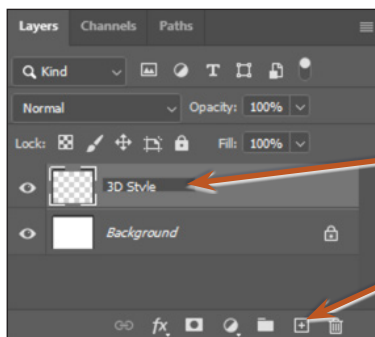 Layers Channels Paths
Kind T
Normal Opacity: 100%
Lock: Fill: 100%
3D Style
Background
fx